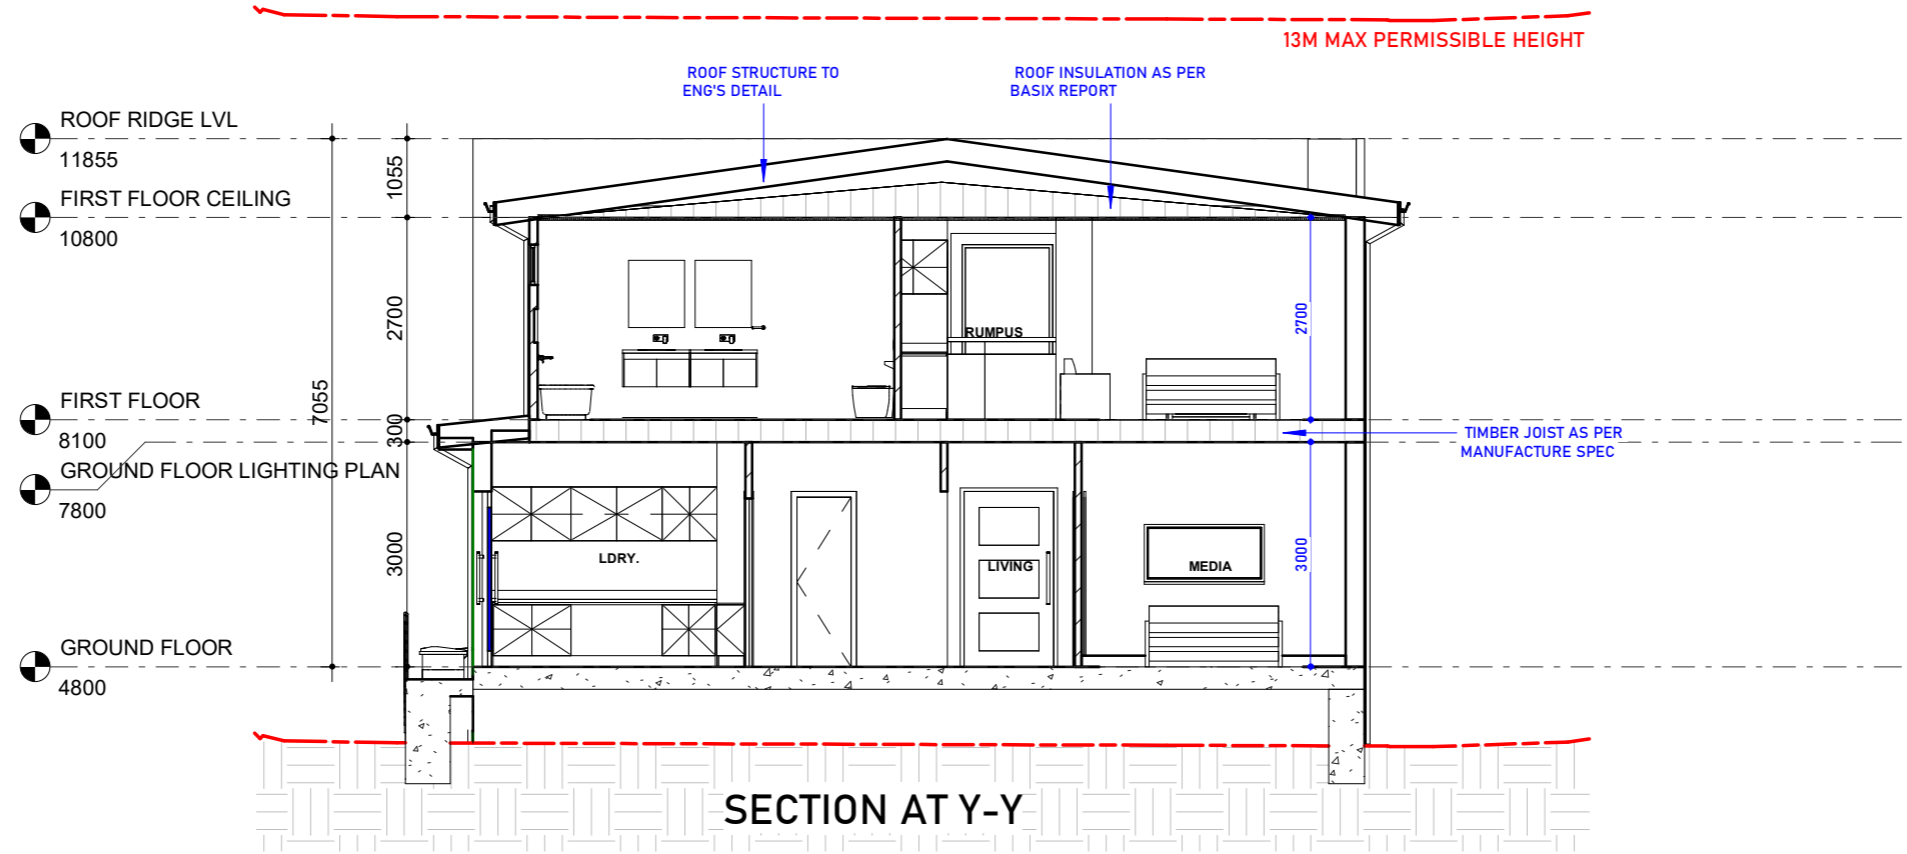 13M MAX PERMISSIBLE HEIGHT
ROOF STRUCTURE TO
ENG'S DETAIL
ROOF INSULATION AS PER
BASIX REPORT
ROOF RIDGE LVL
11855
1055
FIRST FLOOR CEILING
10800
2700
2700
RUMPUS
7055
FIRST FLOOR
8100
300
TIMBER JOIST AS PER
MANUFACTURE SPEC
GROUND FLOOR LIGHTING PLAN
7800
3000
LDRY.
LIVING
MEDIA
3000
GROUND FLOOR
4800
SECTION AT Y-Y